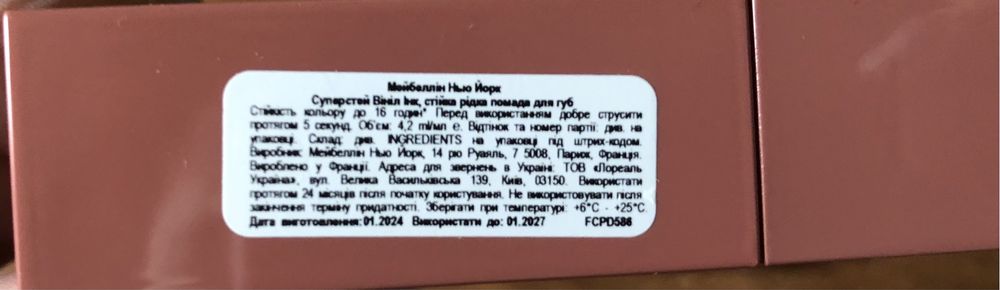 Мейбеллін Нью Йорк
Суперстей Вініл Інк, стійка рідка помада для губ
Стійкість кольору до 16 годин* Перед використанням добре струсити
протягом 5 секунд. Об'єм: 4,2 ml/мл е. Відтінок та номер партії: див. на
упаковці. Склад: див. INGREDIENTS на упаковці під штрих-кодом.
Виробник: Мейбеллін Нью Йорк, 14 рю Руаяль, 7 5008, Париж, Франція.
Вироблено у Франції. Адреса для звернень в Україні: ТОВ «Лореаль
Україна», вул. Велика Васильківська 139, Київ, 03150. Використати
протягом 24 місяців після початку користування. Не використовувати після
закінчення терміну придатності. Зберігати при температурі: +6°C - +25°C.
Дата виготовлення:01.2024 Використати до: 01.2027 FCPD586